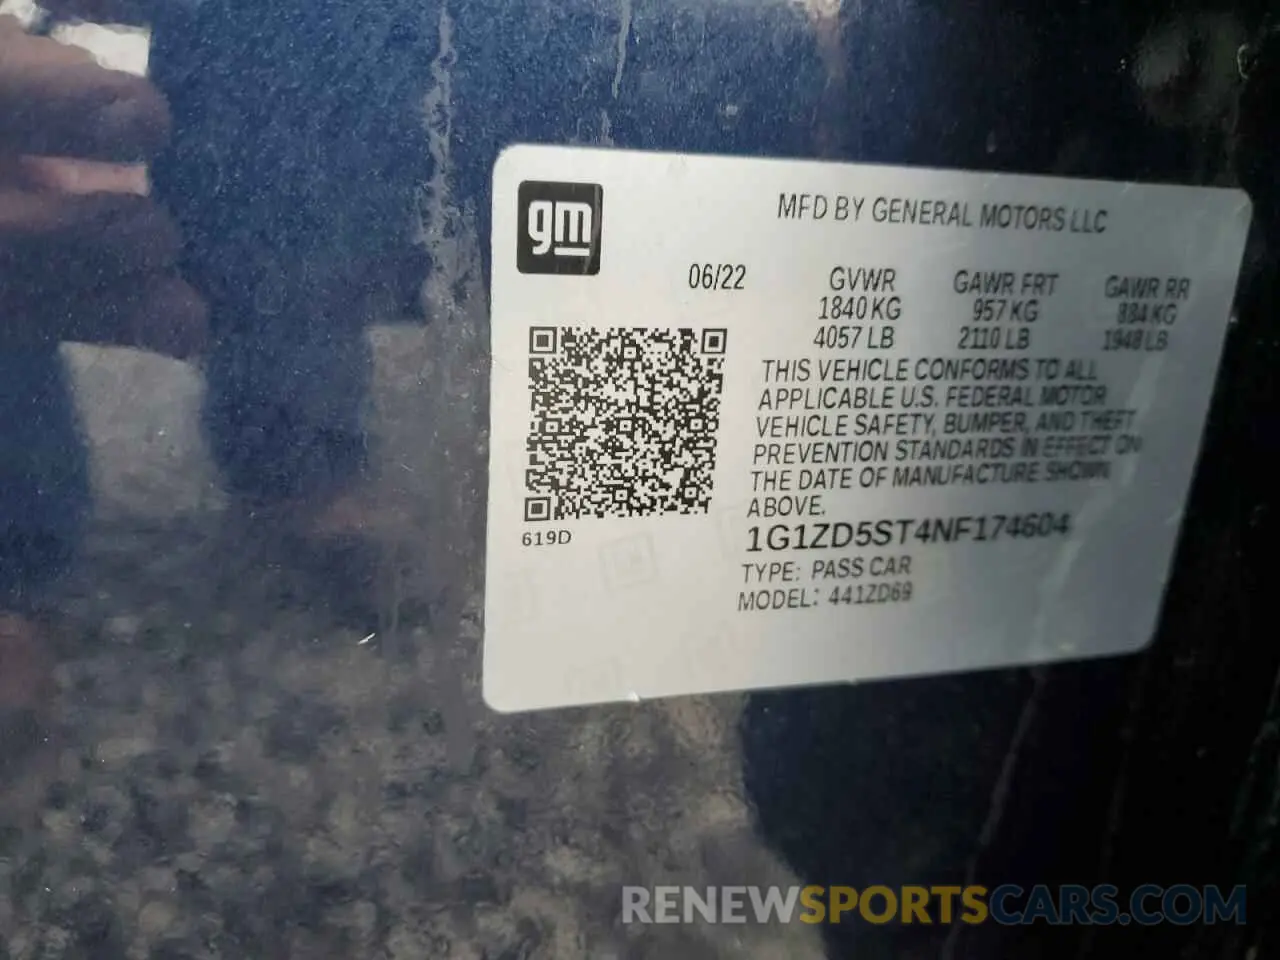 gm
MFD BY GENERAL MOTORS LLC
06/22 GVWR GAWR FRT GAWR RR
1840 KG 957 KG 884 KG
4057 LB 2110 LB 1948 LB
THIS VEHICLE CONFORMS TO ALL
APPLICABLE U.S. FEDERAL MOTOR
VEHICLE SAFETY, BUMPER, AND THEFT
PREVENTION STANDARDS IN EFFECT ON
THE DATE OF MANUFACTURE SHOWN
ABOVE.
619D
1G1ZD5ST4NF174604
TYPE: PASS CAR
MODEL: 441ZD69
RENEWSPORTSCARS.COM